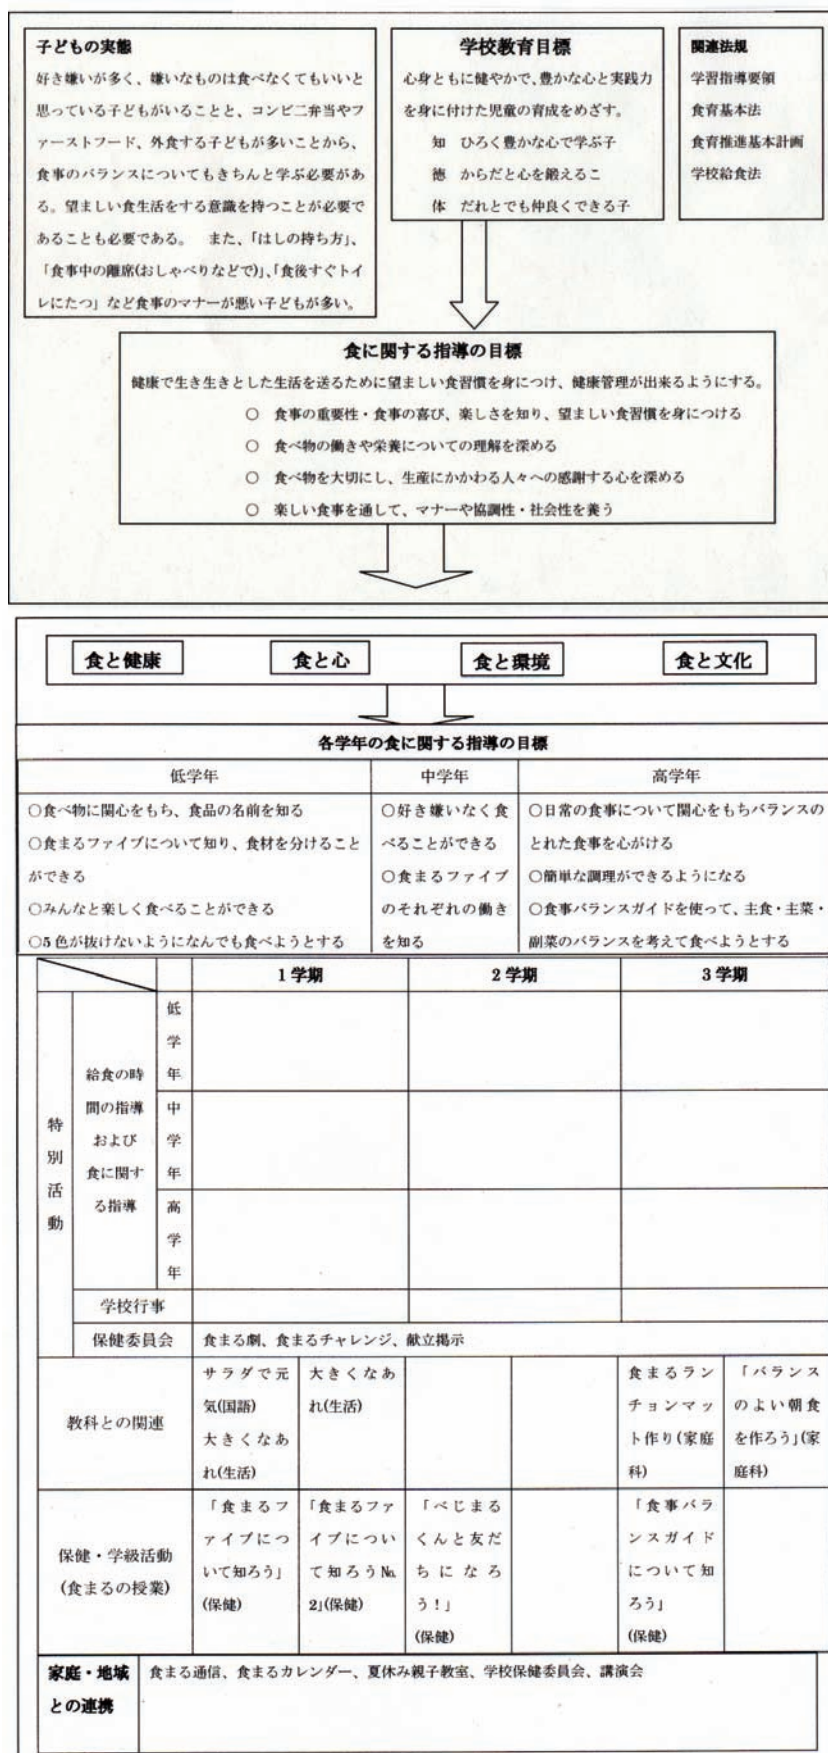 子どもの実態
好き嫌いが多く、嫌いなものは食べなくてもいいと
思っている子どもがいることと、コンビニ弁当やフ
ァーストフード、外食する子どもが多いことから、
食事のバランスについてもきちんと学ぶ必要があ
る。望ましい食生活をする意識を持つことが必要で
あることも必要である。 また、「はしの持ち方」、
「食事中の離席(おしゃべりなどで)」、「食後すぐトイ
レにたつ」など食事のマナーが悪い子どもが多い。
学校教育目標
心身ともに健やかで、豊かな心と実践力
を身に付けた児童の育成をめざす。
知 ひろく豊かな心で学ぶ子
徳 からだと心を鍛えるこ
体 だれとでも仲良くできる子
関連法規
学習指導要領
食育基本法
食育推進基本計画
学校給食法
食に関する指導の目標
健康で生き生きとした生活を送るために望ましい食習慣を身につけ、健康管理が出来るようにする。
○ 食事の重要性・食事の喜び、楽しさを知り、望ましい食習慣を身につける
○ 食べ物の働きや栄養についての理解を深める
○ 食べ物を大切にし、生産にかかわる人々への感謝する心を深める
○ 楽しい食事を通して、マナーや協調性・社会性を養う
食と健康 食と心 食と環境 食と文化
各学年の食に関する指導の目標
低学年 中学年 高学年
○食べ物に関心をもち、食品の名前を知る
○食まるファイブについて知り、食材を分けること
ができる
○みんなと楽しく食べることができる
○5色が抜けないようになんでも食べようとする
○好き嫌いなく食
べることができる
○食まるファイブ
のそれぞれの働き
を知る
○日常の食事について関心をもちバランスの
とれた食事を心がける
○簡単な調理ができるようになる
○食事バランスガイドを使って、主食・主菜・
副菜のバランスを考えて食べようとする
1学期 2学期 3学期
特
別
活
動
給食の時
間の指導
および
食に関す
る指導
低
学
年
中
学
年
高
学
年
学校行事
保健委員会 食まる劇、食まるチャレンジ、献立掲示
教科との関連
サラダで元
気(国語)
大きくなあ
れ(生活)
大きくなあ
れ(生活)
食まるラン
チョンマッ
ト作り(家庭
科)
「バランス
のよい朝食
を作ろう」(家
庭科)
保健・学級活動
(食まるの授業)
「食まるフ
ァイブにつ
いて知ろう」
(保健)
「食まるファ
イブについ
て知ろう№
2」(保健)
「べじまる
くんと友だ
ちになろ
う!」
(保健)
「食事バラ
ンスガイド
について知
ろう」
(保健)
家庭・地域
との連携
食まる通信、食まるカレンダー、夏休み親子教室、学校保健委員会、講演会